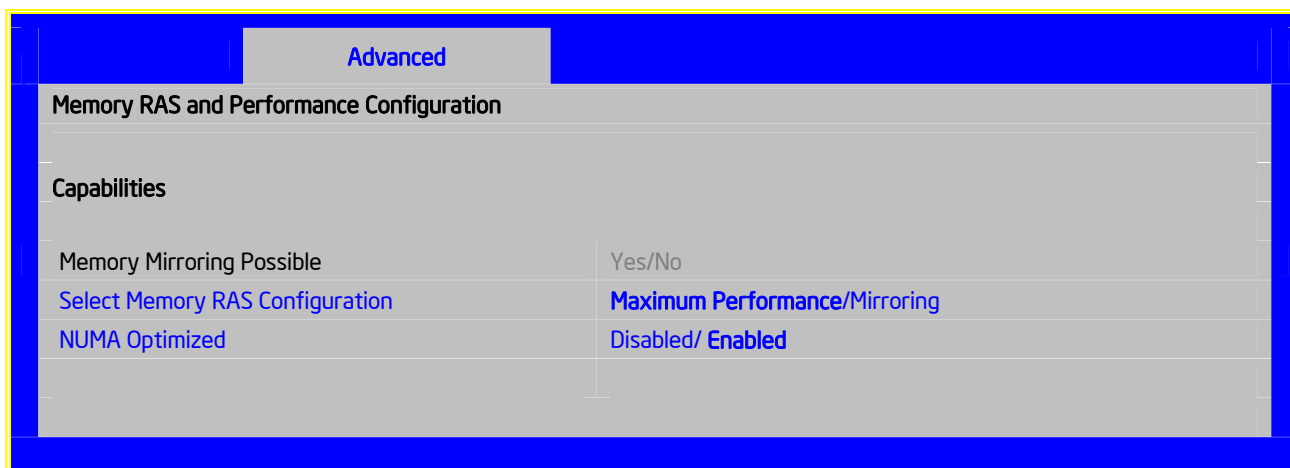 Advanced
Memory RAS and Performance Configuration
Capabilities
Memory Mirroring Possible Yes/No
Select Memory RAS Configuration Maximum Performance/Mirroring
NUMA Optimized Disabled/ Enabled